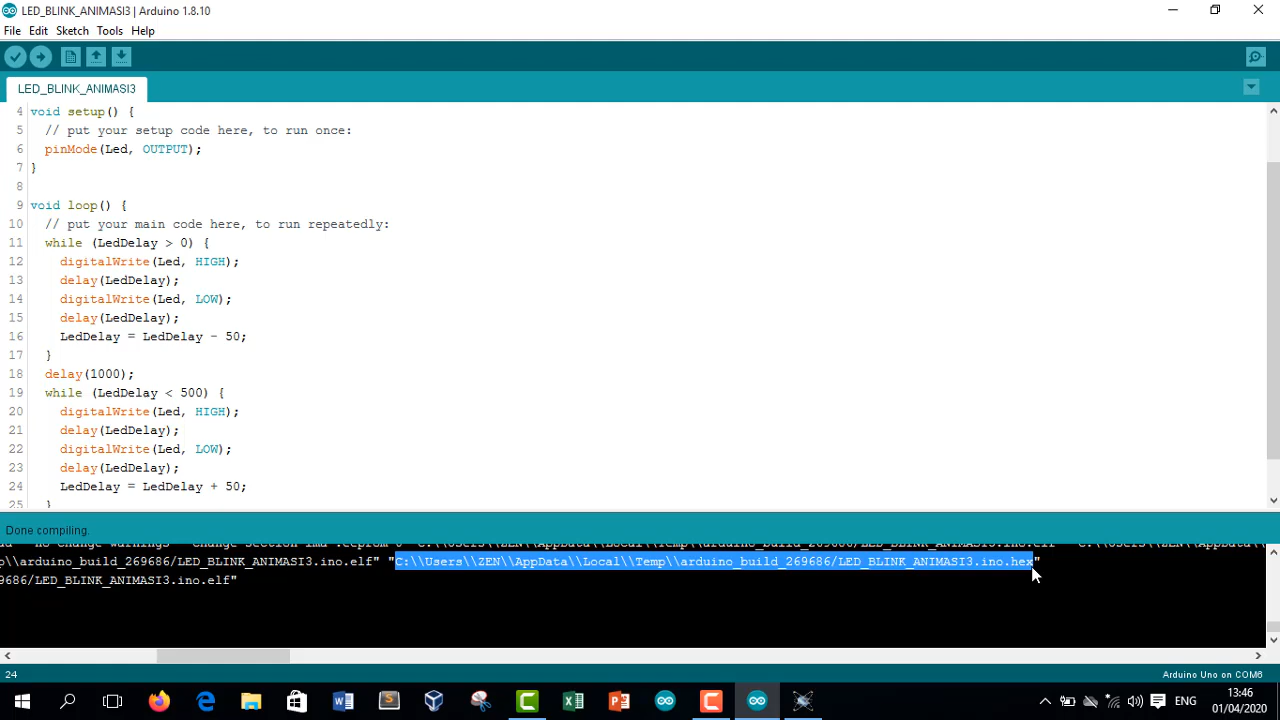 LED_BLINK_ANIMASI3 | Arduino 1.8.10
File Edit Sketch Tools Help
LED_BLINK_ANIMASI3
4 void setup() {
5 // put your setup code here, to run once:
6 pinMode(Led, OUTPUT);
7 }
8
9 void loop() {
10 // put your main code here, to run repeatedly:
11 while (LedDelay > 0) {
12 digitalWrite(Led, HIGH);
13 delay(LedDelay);
14 digitalWrite(Led, LOW);
15 delay(LedDelay);
16 LedDelay = LedDelay - 50;
17 }
18 delay(1000);
19 while (LedDelay < 500) {
20 digitalWrite(Led, HIGH);
21 delay(LedDelay);
22 digitalWrite(Led, LOW);
23 delay(LedDelay);
24 LedDelay = LedDelay + 50;
25 }
Done compiling.
p\\arduino_build_269686/LED_BLINK_ANIMASI3.ino.elf" "C:\\Users\\ZEN\\AppData\\Local\\Temp\\arduino_build_269686/LED_BLINK_ANIMASI3.ino.hex"
9686/LED_BLINK_ANIMASI3.ino.elf"
24 Arduino Uno on COM6
ENG
13:46
01/04/2020